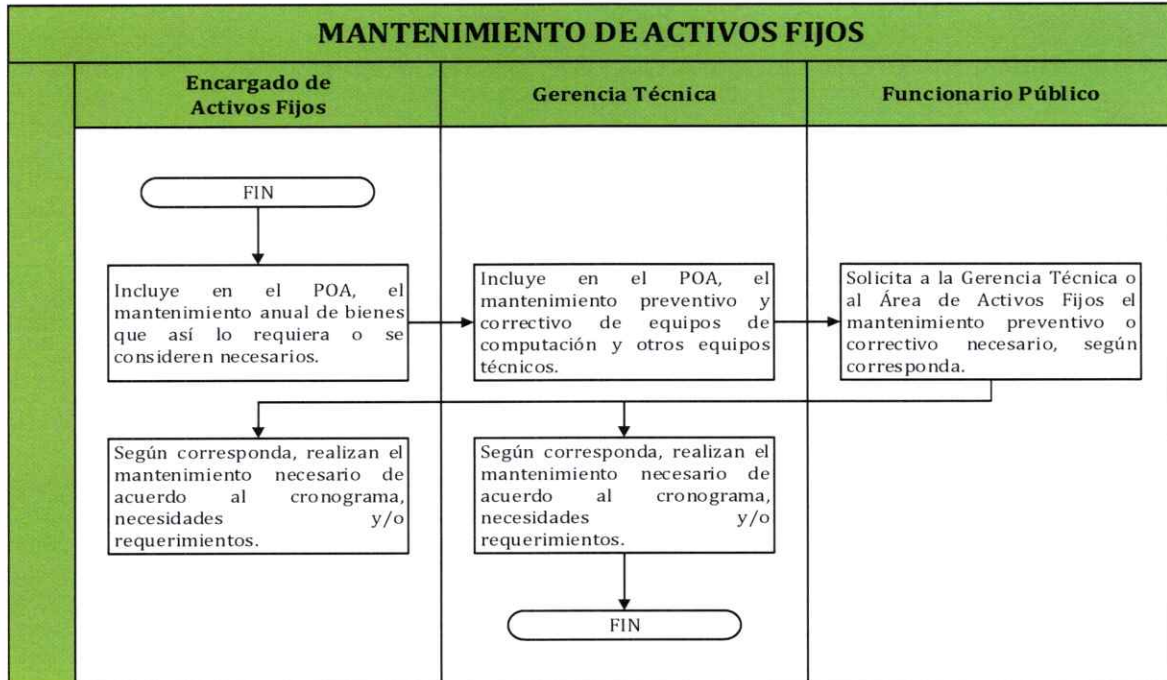 MANTENIMIENTO DE ACTIVOS FIJOS
Encargado de
Activos Fijos
Gerencia Técnica
Funcionario Público
FIN
Incluye en el POA, el
mantenimiento anual de bienes
que así lo requiera o se
consideren necesarios.
Incluye en el POA, el
mantenimiento preventivo y
correctivo de equipos de
computación y otros equipos
técnicos.
Solicita a la Gerencia Técnica o
al Área de Activos Fijos el
mantenimiento preventivo o
correctivo necesario, según
corresponda.
Según corresponda, realizan el
mantenimiento necesario de
acuerdo al cronograma,
necesidades y/o
requerimientos.
Según corresponda, realizan el
mantenimiento necesario de
acuerdo al cronograma,
necesidades y/o
requerimientos.
FIN